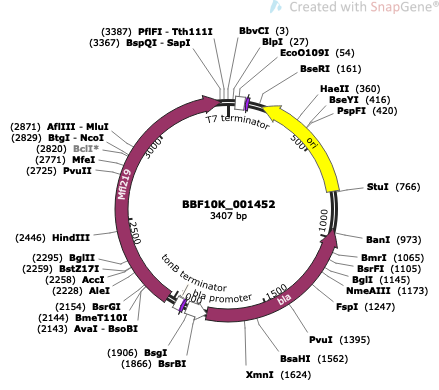 Created with SnapGene®
(3387) PflFI - Tth111I
(3367) BspQI - SapI
BbvCI (3)
BlpI (27)
EcoO109I (54)
BseRI (161)
HaeII (360)
BseYI (416)
PspFI (420)
StuI (766)
BanI (973)
BmrI (1065)
BsrFI (1105)
BglI (1145)
NmeAIII (1173)
FspI (1247)
PvuI (1395)
BsaHI (1562)
XmnI (1624)
(1866) BsrBI
(1906) BsgI
(2143) AvaI - BsoBI
(2144) BmeT110I
(2154) BsrGI
(2228) AleI
(2258) AccI
(2259) BstZ17I
(2295) BglII
(2446) HindIII
(2725) PvuII
(2771) MfeI
(2820) BclI*
(2829) BtgI - NcoI
(2871) AflIII - MluI
T7 terminator
ori
500
1000
1500
bla
bla promoter
tonB terminator
2500
Mfl219
3000
BBF10K_001452
3407 bp